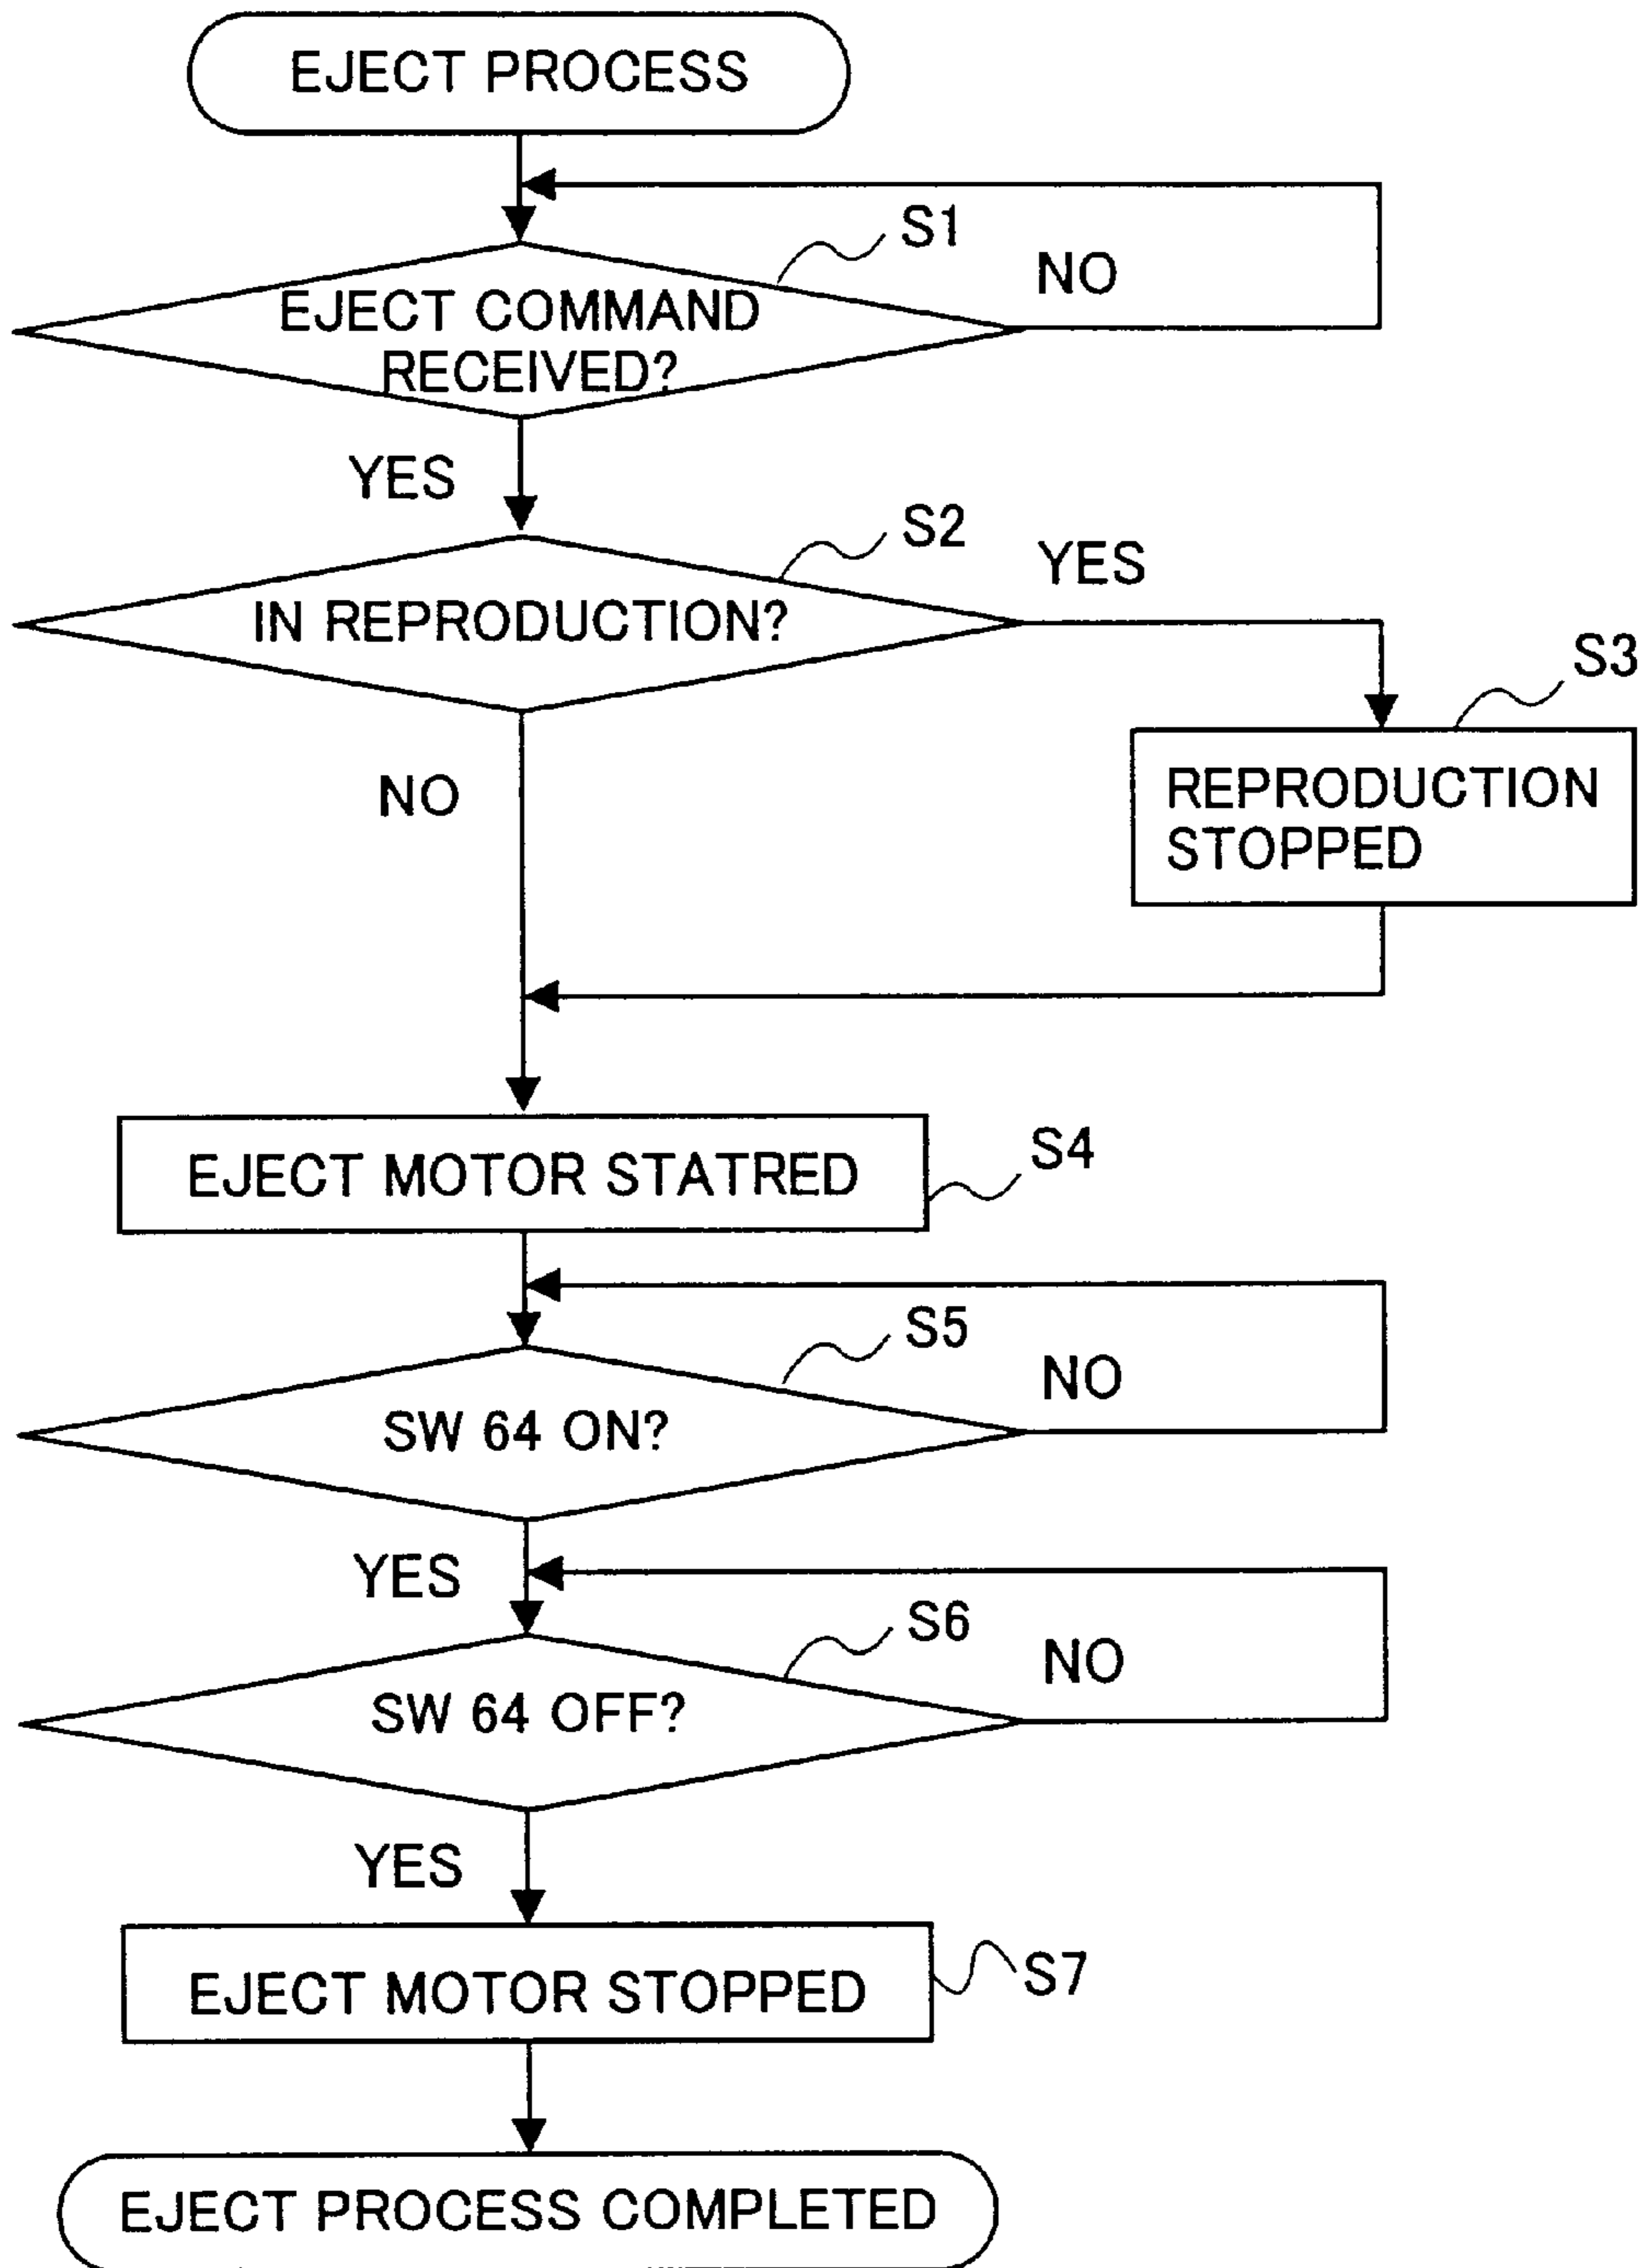 EJECT PROCESS
S1
NO
EJECT COMMAND
RECEIVED?
YES
S2
YES
IN REPRODUCTION?
S3
NO
REPRODUCTION
STOPPED
EJECT MOTOR STATRED
S4
S5
NO
SW 64 ON?
YES
S6
NO
SW 64 OFF?
YES
EJECT MOTOR STOPPED
S7
EJECT PROCESS COMPLETED